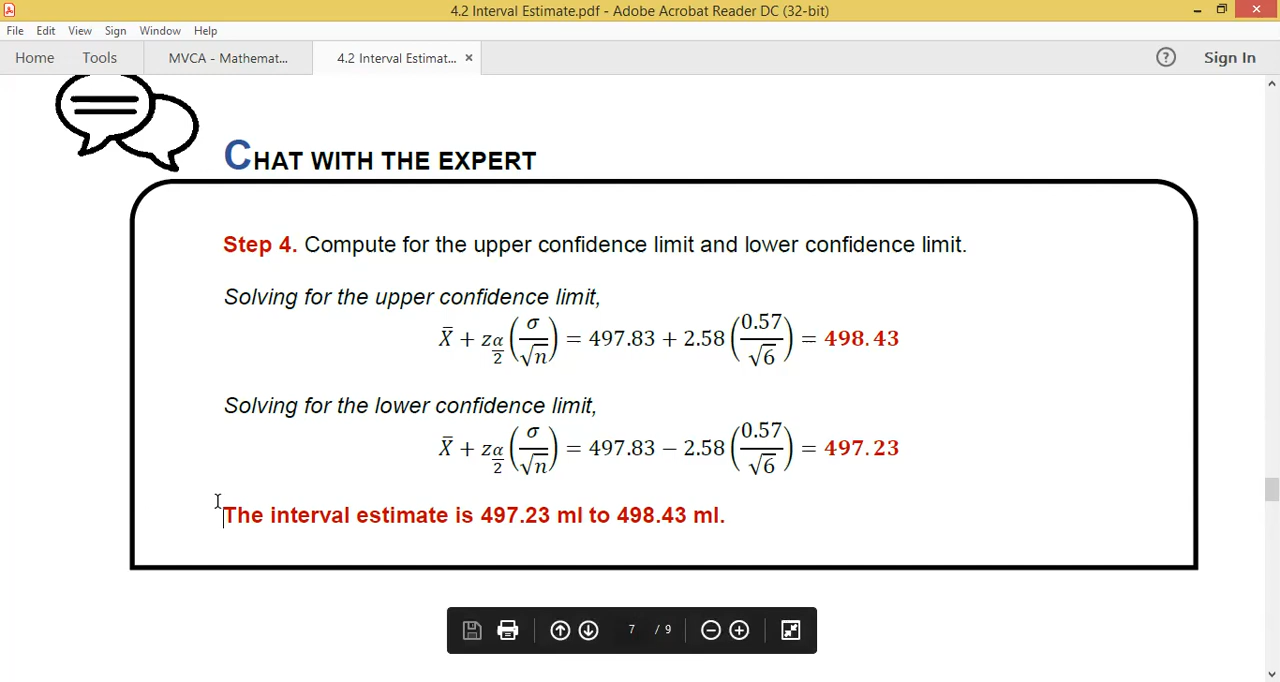 4.2 Interval Estimate.pdf - Adobe Acrobat Reader DC (32-bit)
File Edit View Sign Window Help
Home Tools MVCA - Mathemat... 4.2 Interval Estimat... × ? Sign In
CHAT WITH THE EXPERT
Step 4. Compute for the upper confidence limit and lower confidence limit.
Solving for the upper confidence limit,
X̄ + z_{α/2} (σ/√n) = 497.83 + 2.58 (0.57/√6) = 498.43
Solving for the lower confidence limit,
X̄ + z_{α/2} (σ/√n) = 497.83 − 2.58 (0.57/√6) = 497.23
The interval estimate is 497.23 ml to 498.43 ml.
7 / 9